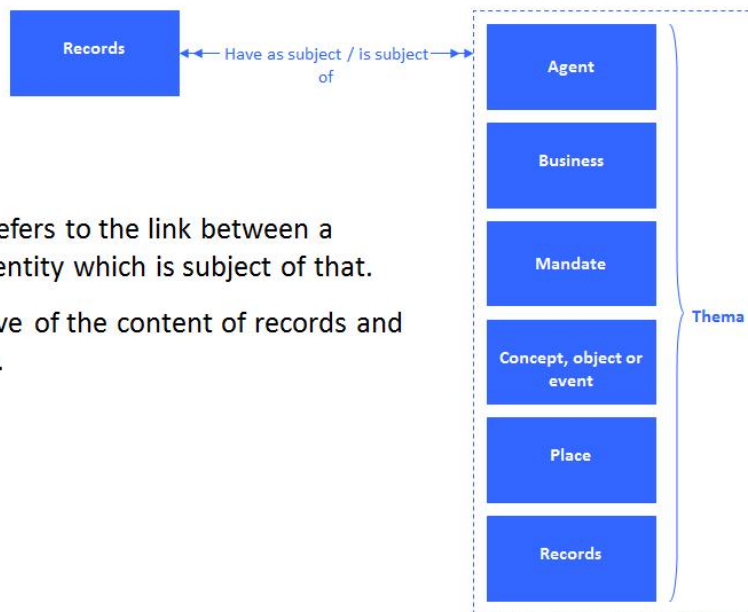 Records
Have as subject / is subject
of
Agent
Business
Mandate
Concept, object or
event
Place
Records
Thema
efers to the link between a
entity which is subject of that.
ve of the content of records and
.